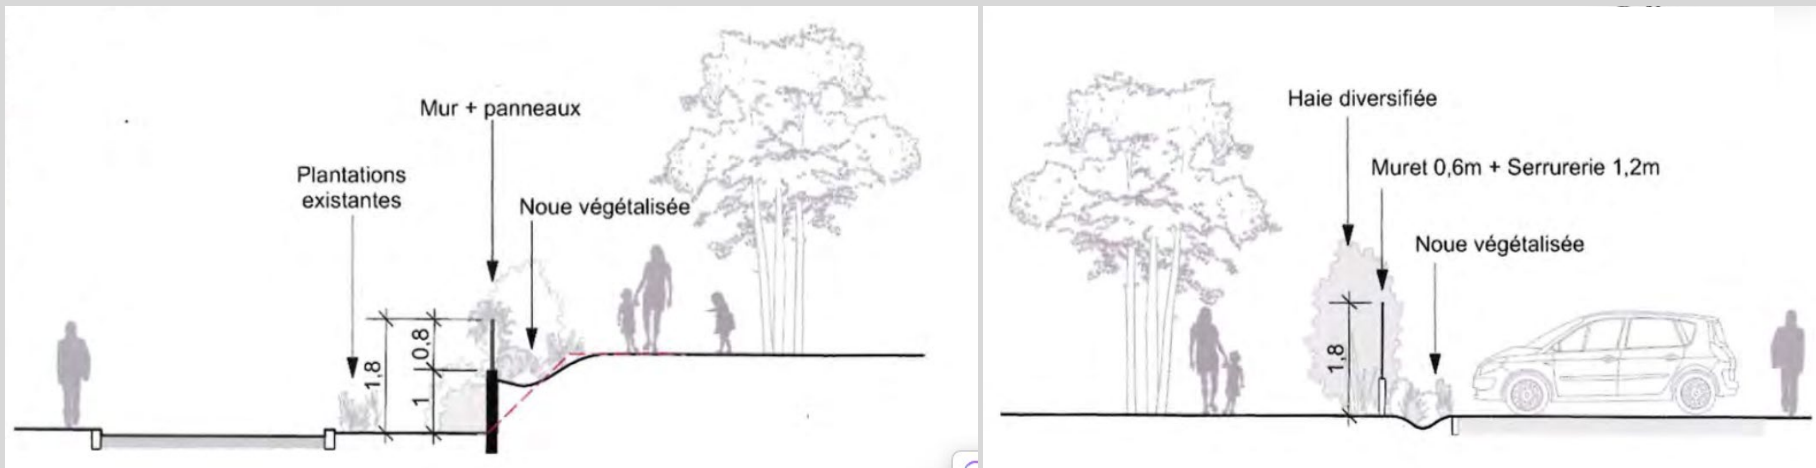 Mur + panneaux
Plantations
existantes
Noue végétalisée
1,8
0,8
1
Haie diversifiée
Muret 0,6m + Serrurerie 1,2m
Noue végétalisée
1,8